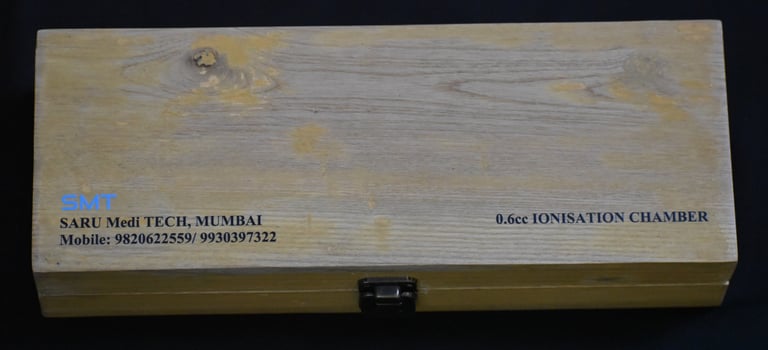 SMT
SARU Medi TECH, MUMBAI
Mobile: 9820622559/ 9930397322
0.6cc IONISATION CHAMBER